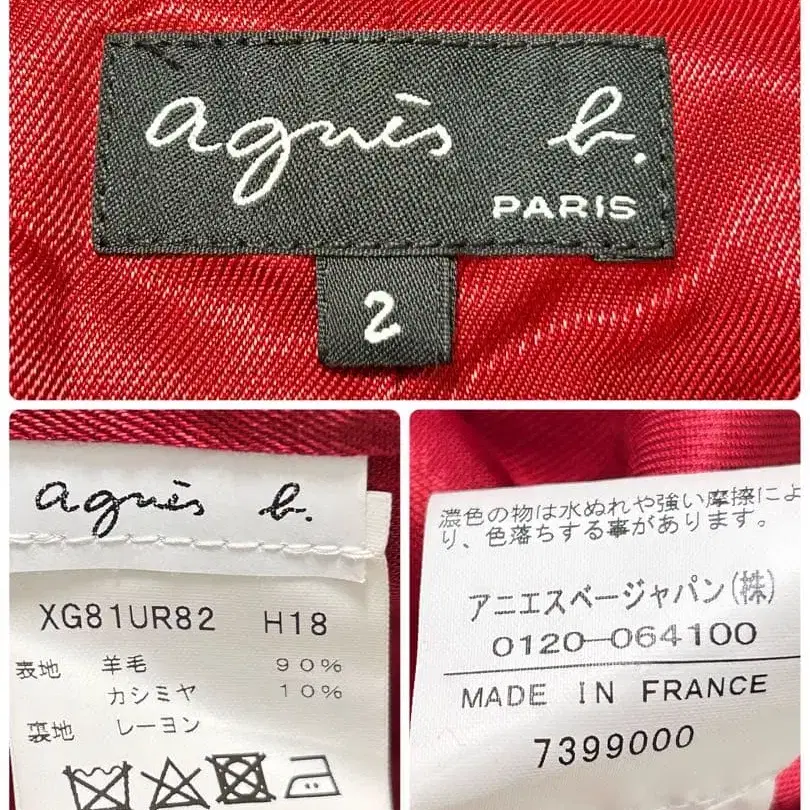 agnès b.
PARIS
2
agnès b.
XG81UR82 H18
表地 羊毛 90%
カシミヤ 10%
裏地 レーヨン
濃色の物は水ぬれや強い摩擦によ
り、色落ちする事があります。
アニエスベージャパン(株)
0120-064100
MADE IN FRANCE
7399000